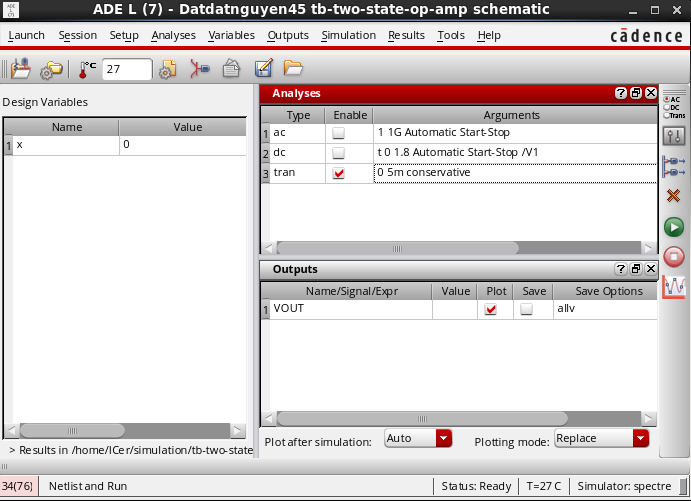 ADE L (7) - Datdatnguyen45 tb-two-state-op-amp schematic
Launch Session Setup Analyses Variables Outputs Simulation Results Tools Help cādence
°C 27
Design Variables
Name Value
1 x 0
> Results in /home/ICer/simulation/tb-two-state
Analyses
Type Enable Arguments
1 ac 1 1G Automatic Start-Stop
2 dc t 0 1.8 Automatic Start-Stop /V1
3 tran 0 5m conservative
Outputs
Name/Signal/Expr Value Plot Save Save Options
1 VOUT allv
Plot after simulation: Auto Plotting mode: Replace
AC
DC
Trans
34(76) Netlist and Run Status: Ready T=27 C Simulator: spectre